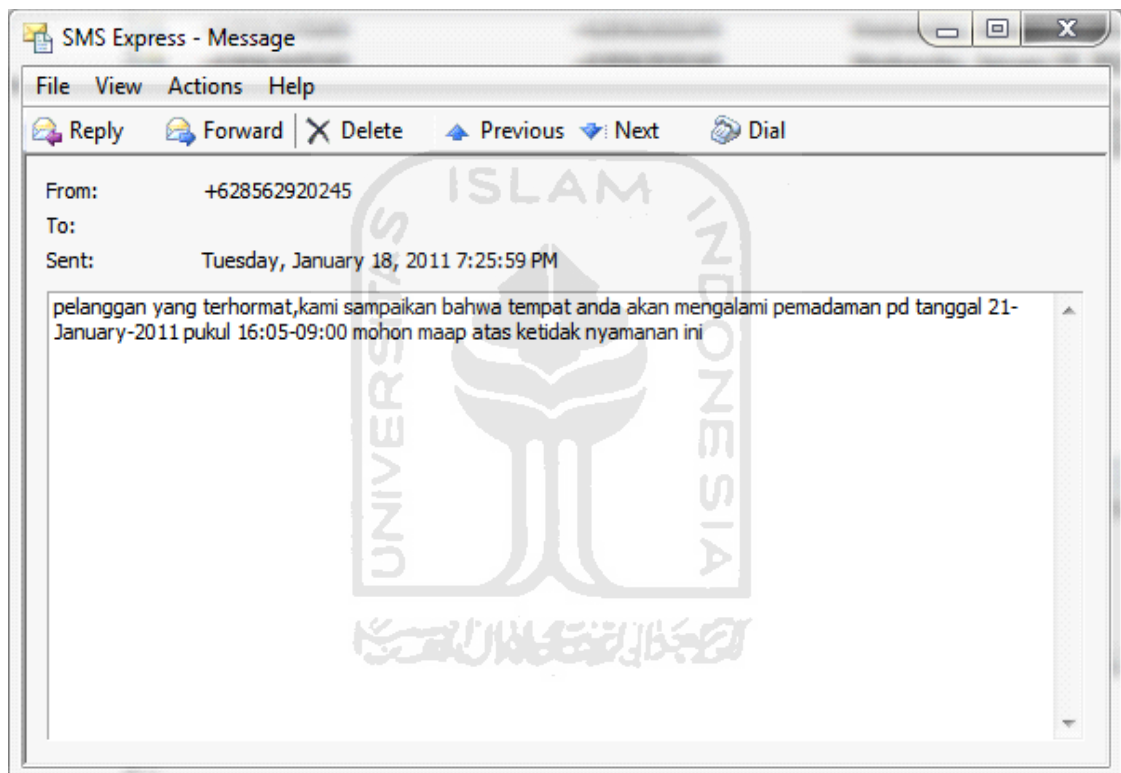 SMS Express - Message
File View Actions Help
Reply Forward Delete Previous Next Dial
From: +628562920245
To:
Sent: Tuesday, January 18, 2011 7:25:59 PM
pelanggan yang terhormat,kami sampaikan bahwa tempat anda akan mengalami pemadaman pd tanggal 21-
January-2011 pukul 16:05-09:00 mohon maap atas ketidak nyamanan ini
UNIVERSITAS ISLAM INDONESIA